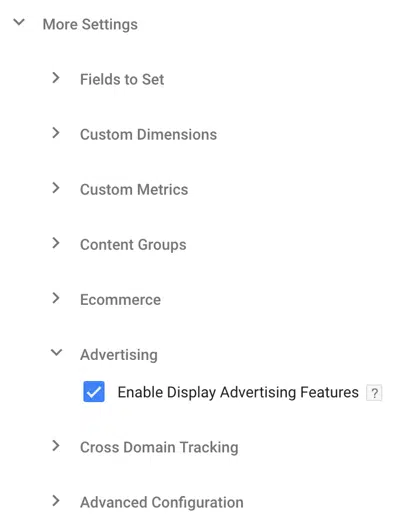 More Settings
Fields to Set
Custom Dimensions
Custom Metrics
Content Groups
Ecommerce
Advertising
Enable Display Advertising Features ?
Cross Domain Tracking
Advanced Configuration